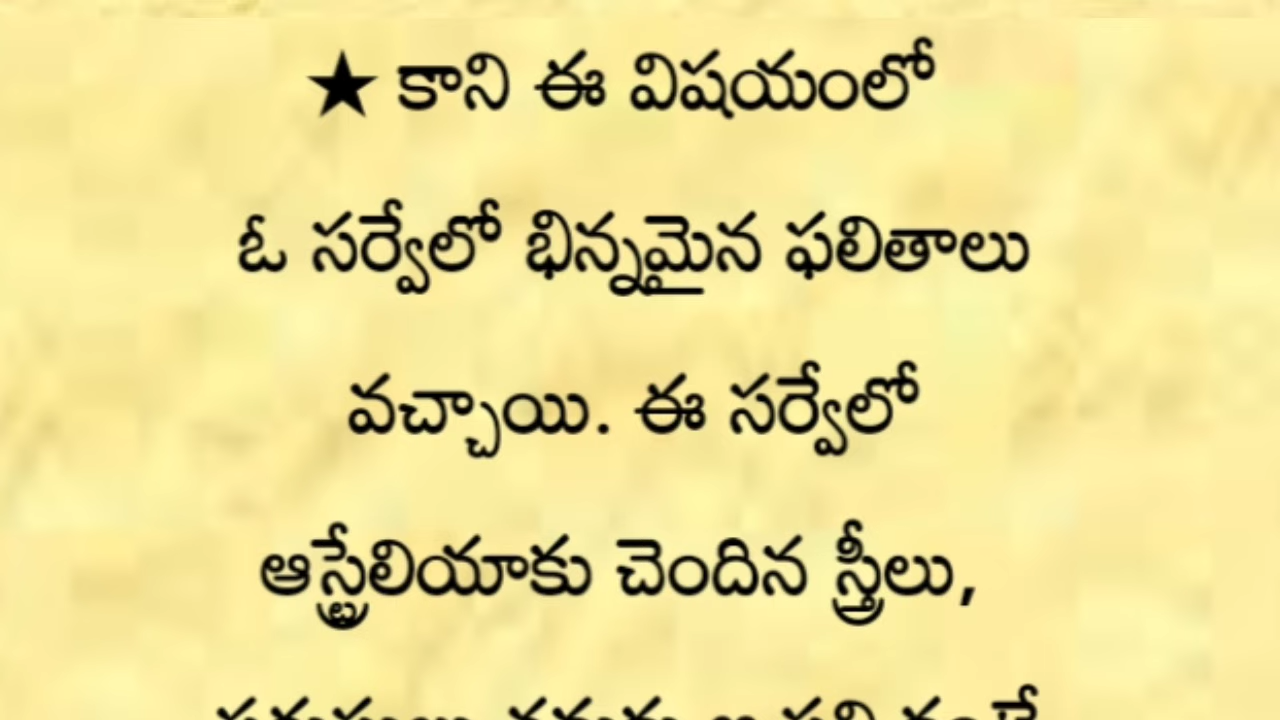 ★ కాని ఈ విషయంలో
ఓ సర్వేలో భిన్నమైన ఫలితాలు
వచ్చాయి. ఈ సర్వేలో
ఆస్ట్రేలియాకు చెందిన స్త్రీలు,